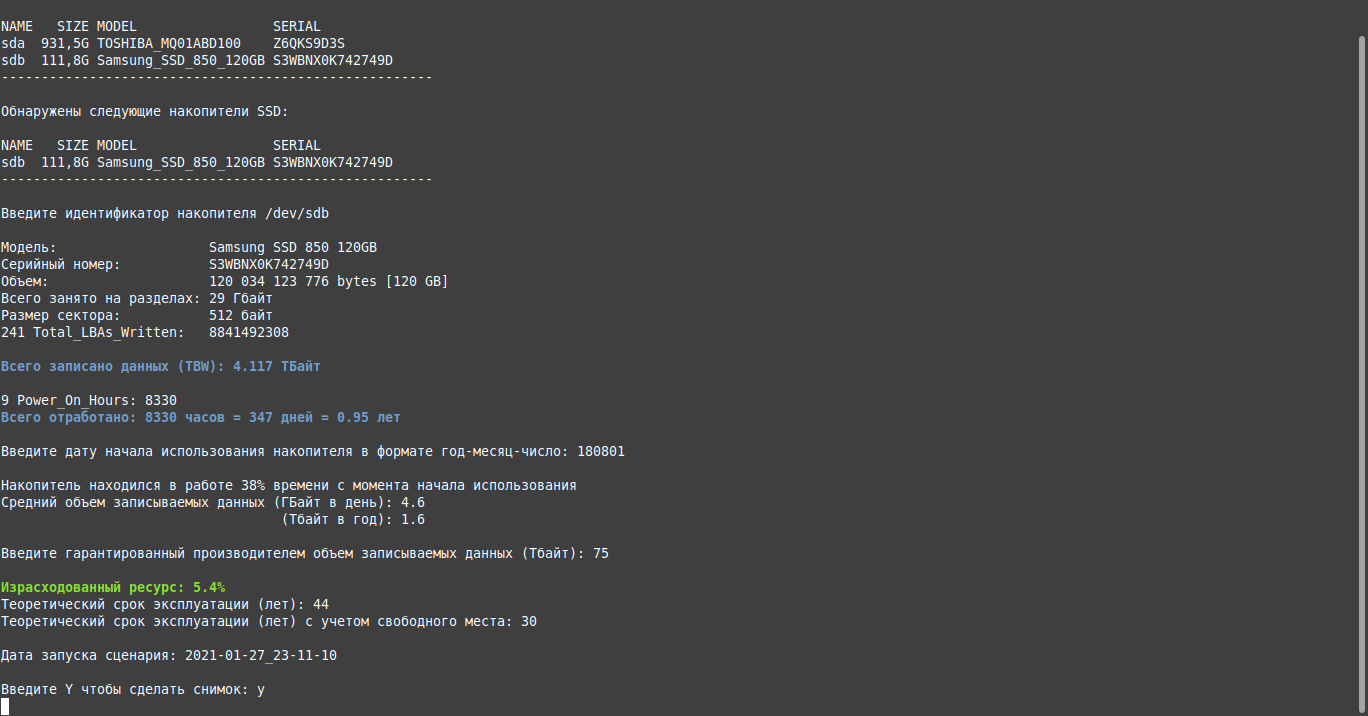 NAME   SIZE MODEL                 SERIAL
sda  931,5G TOSHIBA_MQ01ABD100    Z6QKS9D3S
sdb  111,8G Samsung_SSD_850_120GB S3WBNX0K742749D
------------------------------------------------------
Обнаружены следующие накопители SSD:
NAME   SIZE MODEL                 SERIAL
sdb  111,8G Samsung_SSD_850_120GB S3WBNX0K742749D
------------------------------------------------------
Введите идентификатор накопителя /dev/sdb
Модель:                   Samsung SSD 850 120GB
Серийный номер:           S3WBNX0K742749D
Объем:                    120 034 123 776 bytes [120 GB]
Всего занято на разделах: 29 Гбайт
Размер сектора:           512 байт
241 Total_LBAs_Written:   8841492308
Всего записано данных (TBW): 4.117 ТБайт
9 Power_On_Hours: 8330
Всего отработано: 8330 часов = 347 дней = 0.95 лет
Введите дату начала использования накопителя в формате год-месяц-число: 180801
Накопитель находился в работе 38% времени с момента начала использования
Средний объем записываемых данных (ГБайт в день): 4.6
                                   (Тбайт в год): 1.6
Введите гарантированный производителем объем записываемых данных (Тбайт): 75
Израсходованный ресурс: 5.4%
Теоретический срок эксплуатации (лет): 44
Теоретический срок эксплуатации (лет) с учетом свободного места: 30
Дата запуска сценария: 2021-01-27_23-11-10
Введите Y чтобы сделать снимок: y